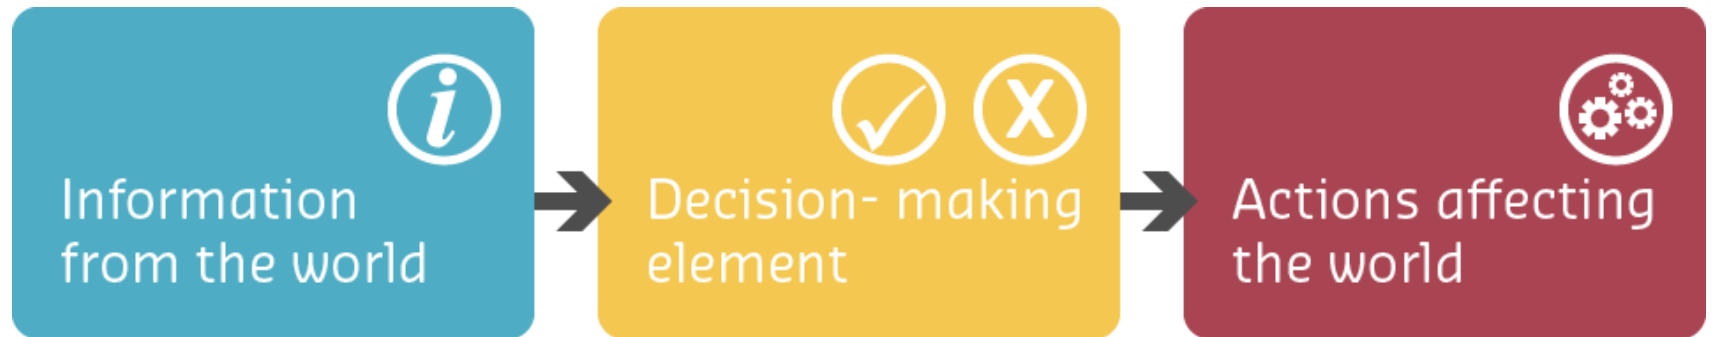 i
Information
from the world
X
Decision- making
element
Actions affecting
the world